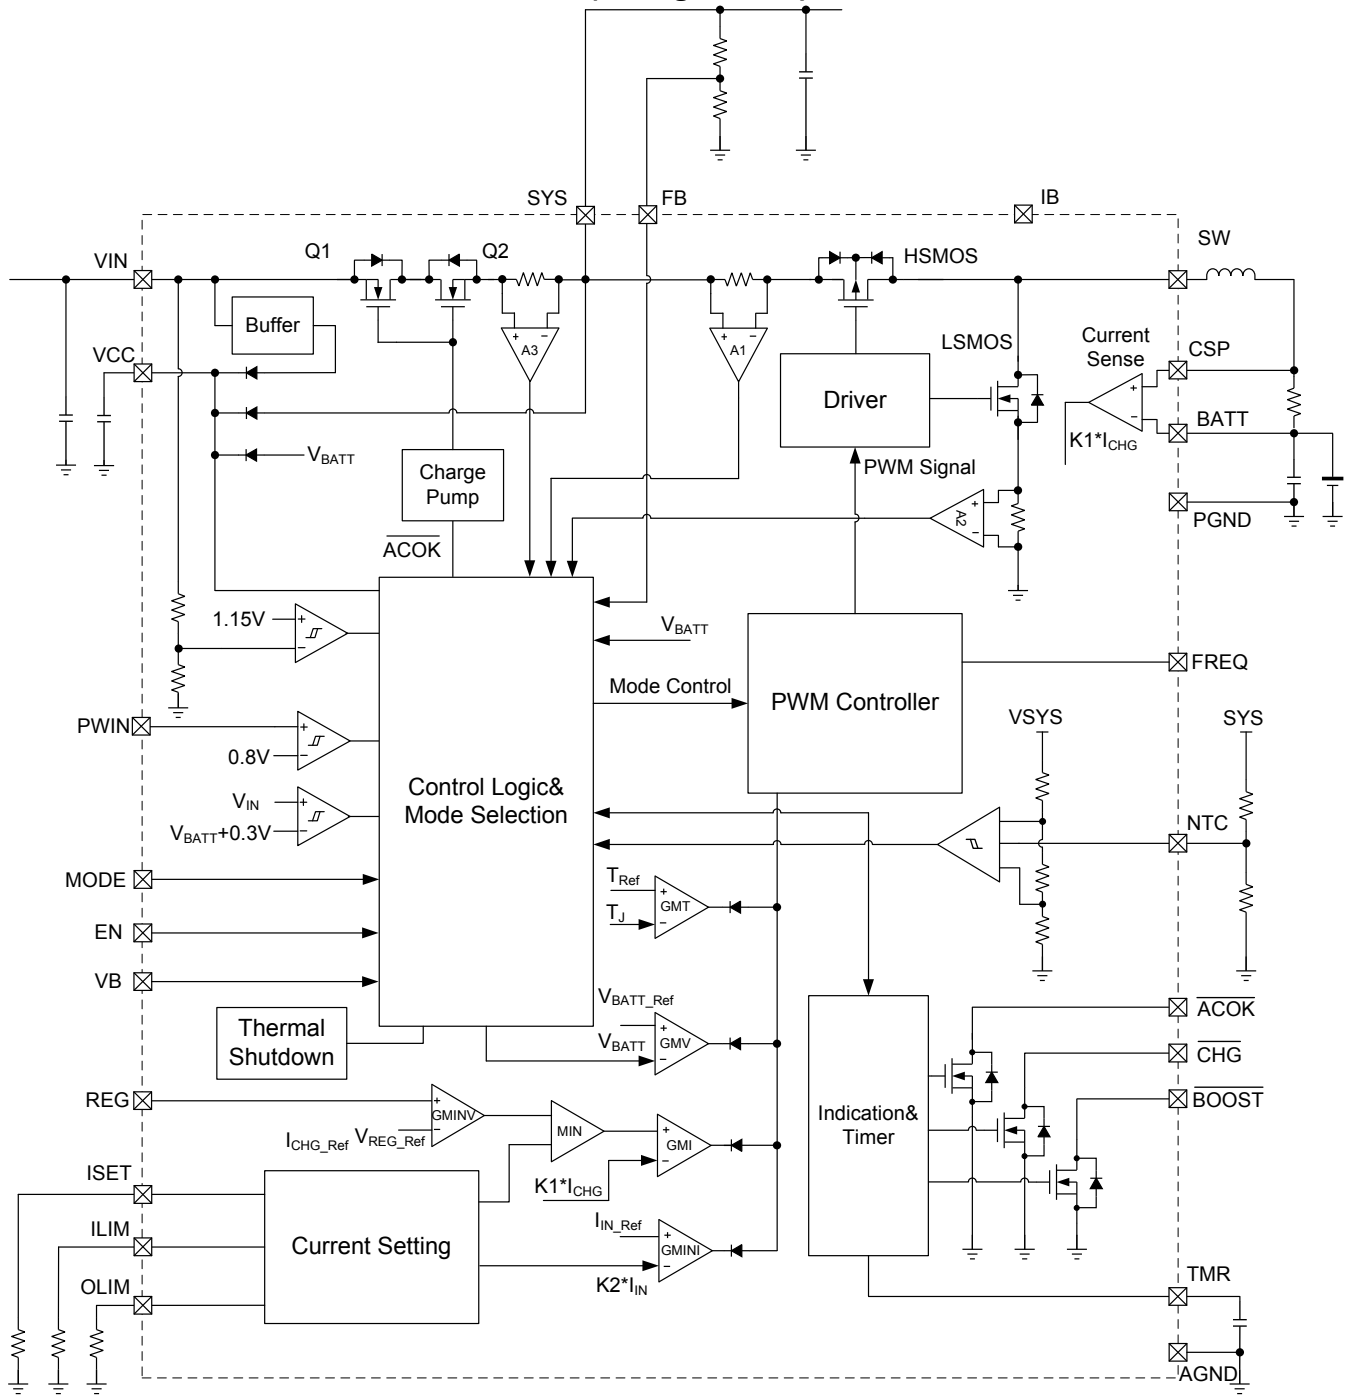 SYS
FB
IB
VIN
Q1
Q2
HSMOS
SW
Buffer
VCC
A3
A1
LSMOS
Current
Sense
CSP
Driver
BATT
K1*ICHG
VBATT
PWM Signal
Charge
Pump
A2
PGND
ACOK
1.15V
+
−
VBATT
FREQ
Mode Control
PWM Controller
VSYS
SYS
PWIN
0.8V
Control Logic&
Mode Selection
VIN
VBATT+0.3V
NTC
MODE
TRef
GMT
TJ
EN
VB
VBATT_Ref
VBATT
GMV
Thermal
Shutdown
ACOK
CHG
BOOST
REG
GMINV
ICHG_Ref
VREG_Ref
MIN
GMI
K1*ICHG
Indication&
Timer
ISET
ILIM
OLIM
Current Setting
IIN_Ref
GMINI
K2*IIN
TMR
AGND